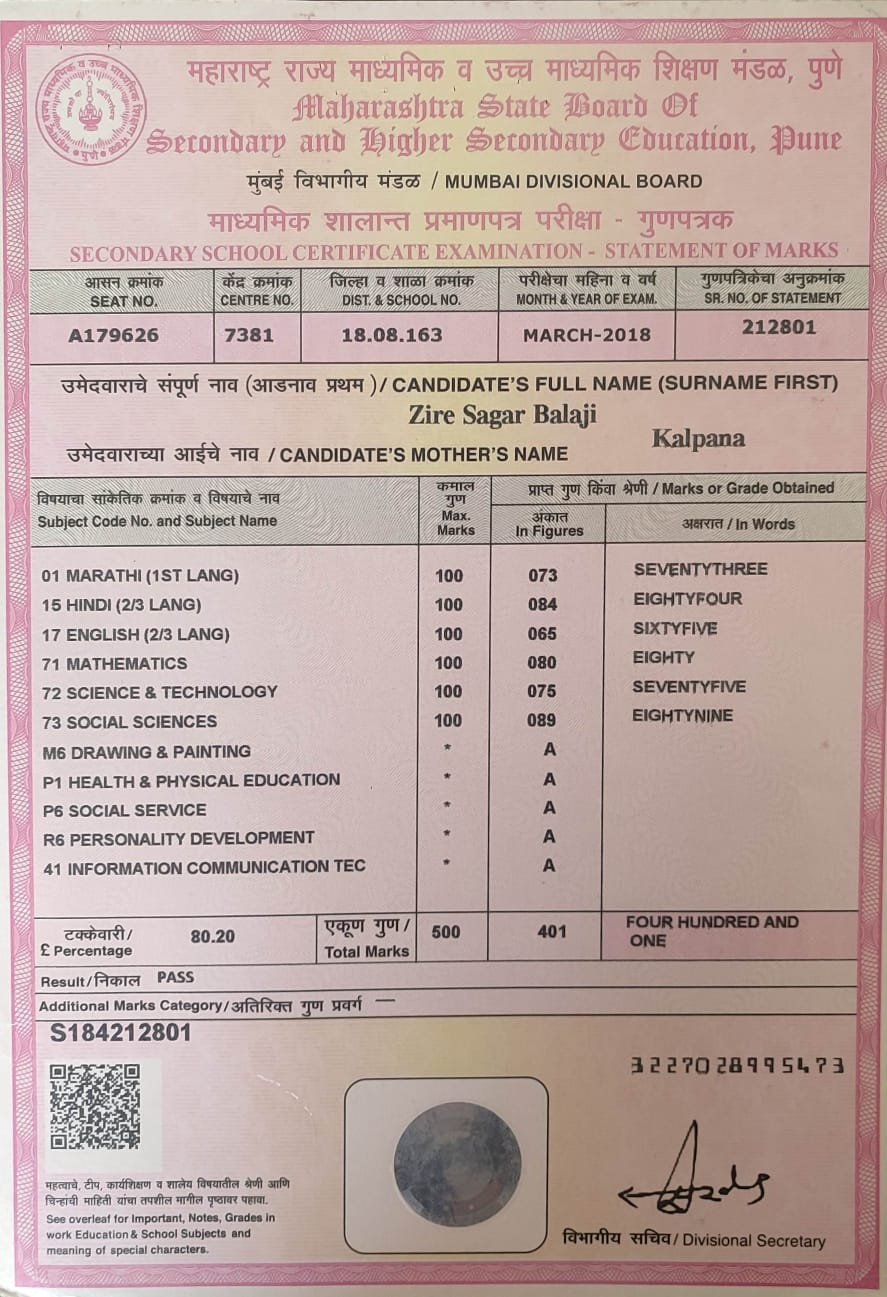 महाराष्ट्र राज्य माध्यमिक व उच्च माध्यमिक शिक्षण मंडळ, पुणे
Maharashtra State Board Of
Secondary and Higher Secondary Education, Pune
मुंबई विभागीय मंडळ / MUMBAI DIVISIONAL BOARD
माध्यमिक शालान्त प्रमाणपत्र परीक्षा - गुणपत्रक
SECONDARY SCHOOL CERTIFICATE EXAMINATION - STATEMENT OF MARKS
आसन क्रमांक केंद्र क्रमांक जिल्हा व शाळा क्रमांक परीक्षेचा महिना व वर्ष गुणपत्रिकेचा अनुक्रमांक
SEAT NO. CENTRE NO. DIST. & SCHOOL NO. MONTH & YEAR OF EXAM. SR. NO. OF STATEMENT
A179626 7381 18.08.163 MARCH-2018 212801
उमेदवाराचे संपूर्ण नाव (आडनाव प्रथम)/ CANDIDATE'S FULL NAME (SURNAME FIRST)
Zire Sagar Balaji
Kalpana
उमेदवाराच्या आईचे नाव / CANDIDATE'S MOTHER'S NAME
विषयाचा सांकेतिक क्रमांक व विषयाचे नाव
Subject Code No. and Subject Name
कमाल
गुण
Max.
Marks
प्राप्त गुण किंवा श्रेणी / Marks or Grade Obtained
अंकात
In Figures
अक्षरात / In Words
01 MARATHI (1ST LANG) 100 073 SEVENTYTHREE
15 HINDI (2/3 LANG) 100 084 EIGHTYFOUR
17 ENGLISH (2/3 LANG) 100 065 SIXTYFIVE
71 MATHEMATICS 100 080 EIGHTY
72 SCIENCE & TECHNOLOGY 100 075 SEVENTYFIVE
73 SOCIAL SCIENCES 100 089 EIGHTYNINE
M6 DRAWING & PAINTING * A
P1 HEALTH & PHYSICAL EDUCATION * A
P6 SOCIAL SERVICE * A
R6 PERSONALITY DEVELOPMENT * A
41 INFORMATION COMMUNICATION TEC * A
टक्केवारी/
£ Percentage
80.20
एकूण गुण/
Total Marks
500 401
FOUR HUNDRED AND
ONE
Result/निकाल PASS
Additional Marks Category/अतिरिक्त गुण प्रवर्ग —
S184212801
3227028995473
महत्वाचे, टीप, कार्यशिक्षण व शालेय विषयातील श्रेणी आणि
चिन्हांची माहिती यांचा तपशील मागील पृष्ठावर पहावा.
See overleaf for Important, Notes, Grades in
work Education & School Subjects and
meaning of special characters.
विभागीय सचिव/ Divisional Secretary